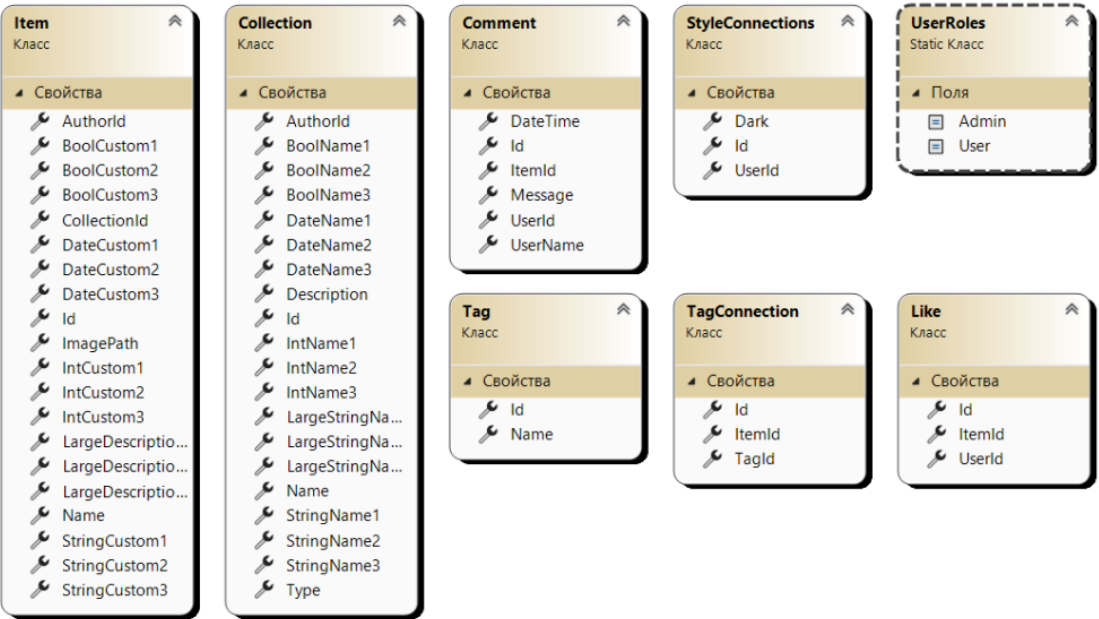 Item
Класс
Свойства
AuthorId
BoolCustom1
BoolCustom2
BoolCustom3
CollectionId
DateCustom1
DateCustom2
DateCustom3
Id
ImagePath
IntCustom1
IntCustom2
IntCustom3
LargeDescriptio...
LargeDescriptio...
LargeDescriptio...
Name
StringCustom1
StringCustom2
StringCustom3
Collection
Класс
Свойства
AuthorId
BoolName1
BoolName2
BoolName3
DateName1
DateName2
DateName3
Description
Id
IntName1
IntName2
IntName3
LargeStringNa...
LargeStringNa...
LargeStringNa...
Name
StringName1
StringName2
StringName3
Type
Comment
Класс
Свойства
DateTime
Id
ItemId
Message
UserId
UserName
StyleConnections
Класс
Свойства
Dark
Id
UserId
UserRoles
Static Класс
Поля
Admin
User
Tag
Класс
Свойства
Id
Name
TagConnection
Класс
Свойства
Id
ItemId
TagId
Like
Класс
Свойства
Id
ItemId
UserId